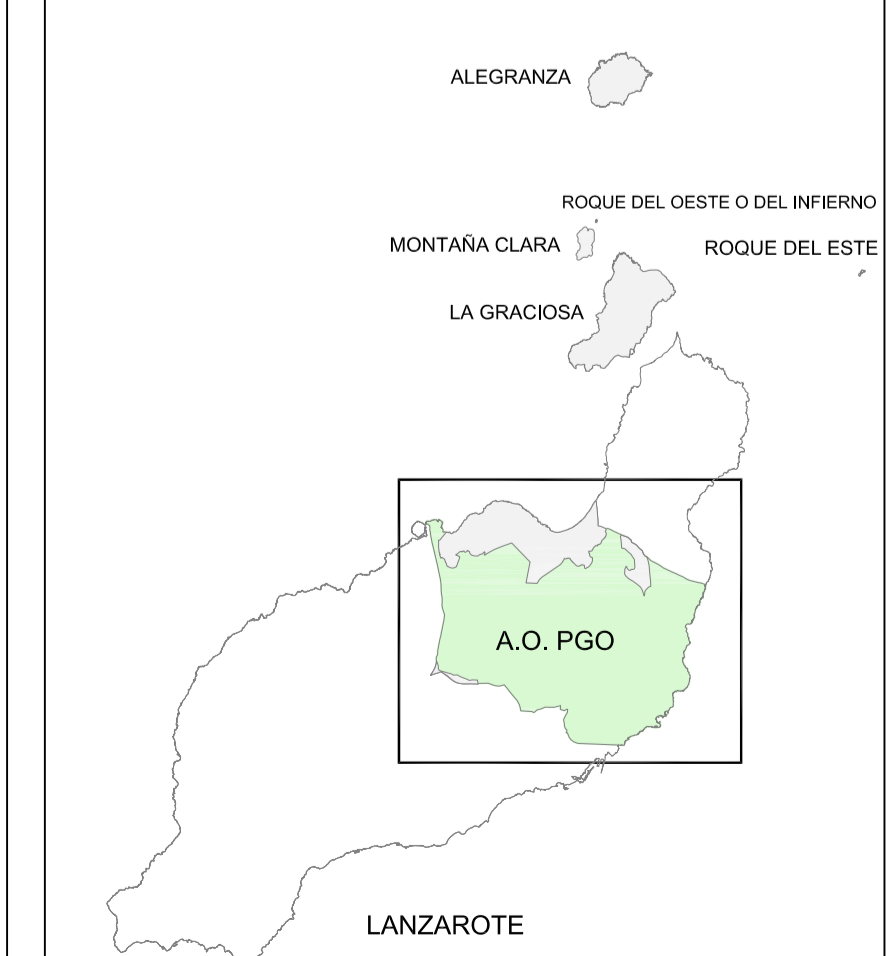 ALEGRANZA
ROQUE DEL OESTE O DEL INFIERNO
MONTAÑA CLARA
ROQUE DEL ESTE
LA GRACIOSA
A.O. PGO
LANZAROTE